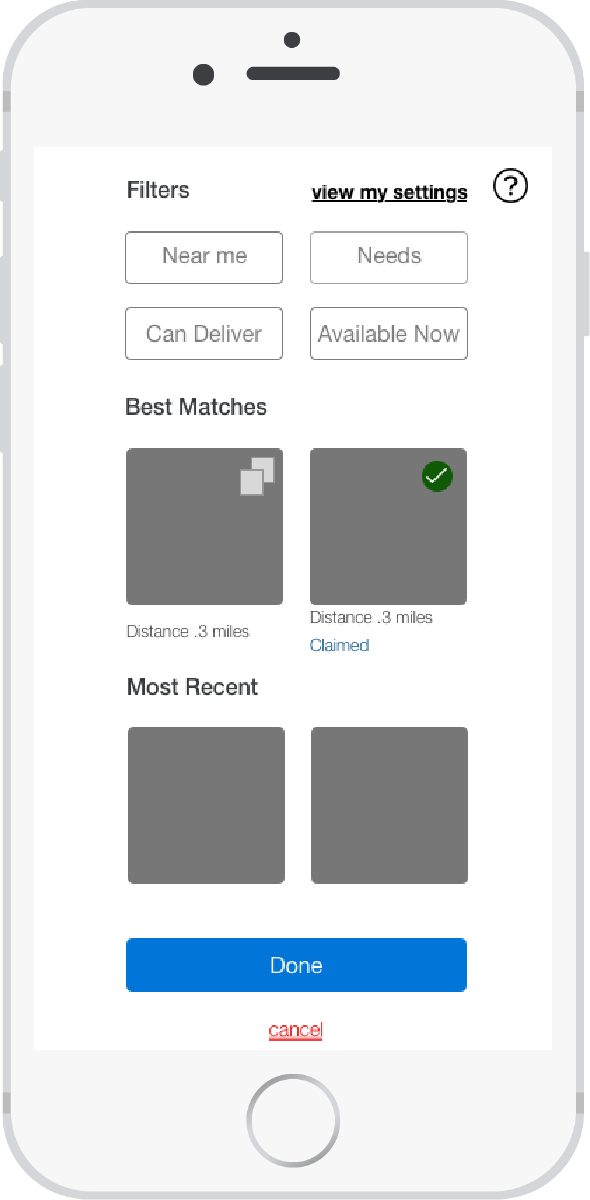 Filters
view my settings
?
Near me
Needs
Can Deliver
Available Now
Best Matches
Distance .3 miles
Distance .3 miles
Claimed
Most Recent
Done
cancel